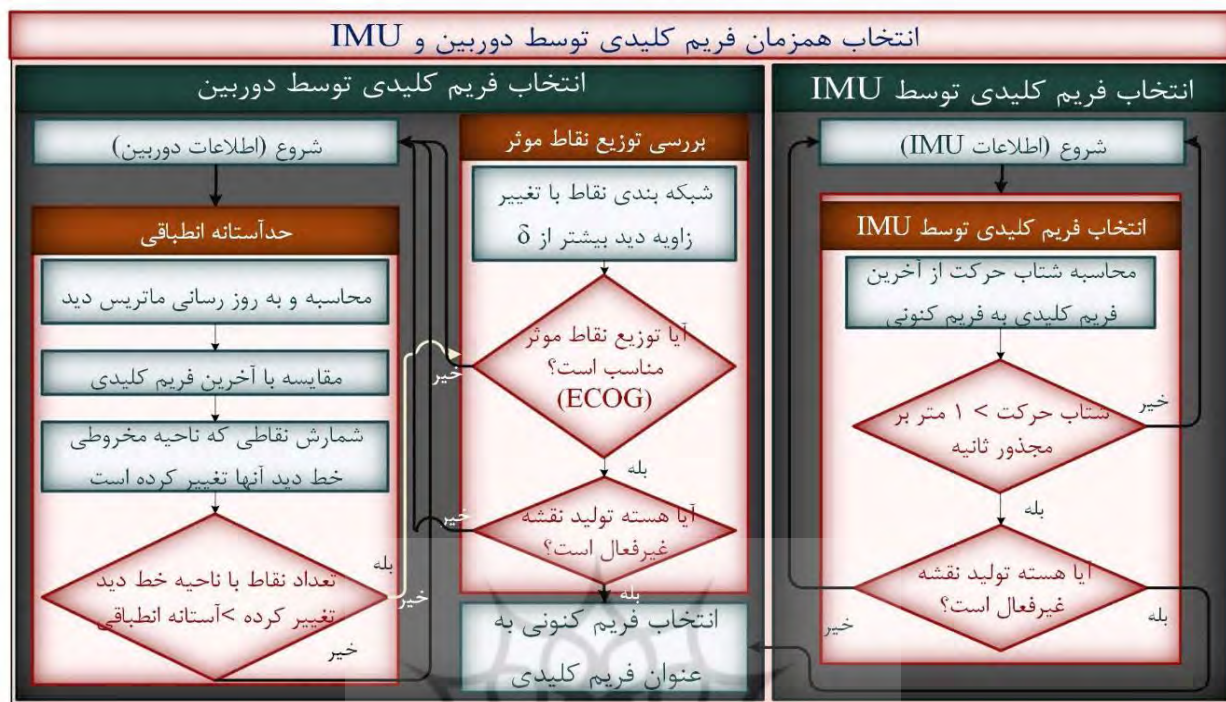 انتخاب همزمان فریم کلیدی توسط دوربین و IMU
انتخاب فریم کلیدی توسط IMU
شروع (اطلاعات IMU)
انتخاب فریم کلیدی توسط IMU
محاسبه شتاب حرکت از آخرین
فریم کلیدی به فریم کنونی
شتاب حرکت > ۱ متر بر
مجذور ثانیه
خیر
بله
آیا هسته تولید نقشه
غیرفعال است؟
خیر
بله
انتخاب فریم کلیدی توسط دوربین
بررسی توزیع نقاط موثر
شبکه بندی نقاط با تغییر
زاویه دید بیشتر از δ
آیا توزیع نقاط موثر
مناسب است؟
(ECOG)
خیر
بله
آیا هسته تولید نقشه
غیرفعال است؟
خیر
بله
انتخاب فریم کنونی به
عنوان فریم کلیدی
شروع (اطلاعات دوربین)
حدآستانه انطباقی
محاسبه و به روز رسانی ماتریس دید
مقایسه با آخرین فریم کلیدی
شمارش نقاطی که ناحیه مخروطی
خط دید آنها تغییر کرده است
تعداد نقاط با ناحیه خط دید
تغییر کرده >آستانه انطباقی
بله
خیر
خیر